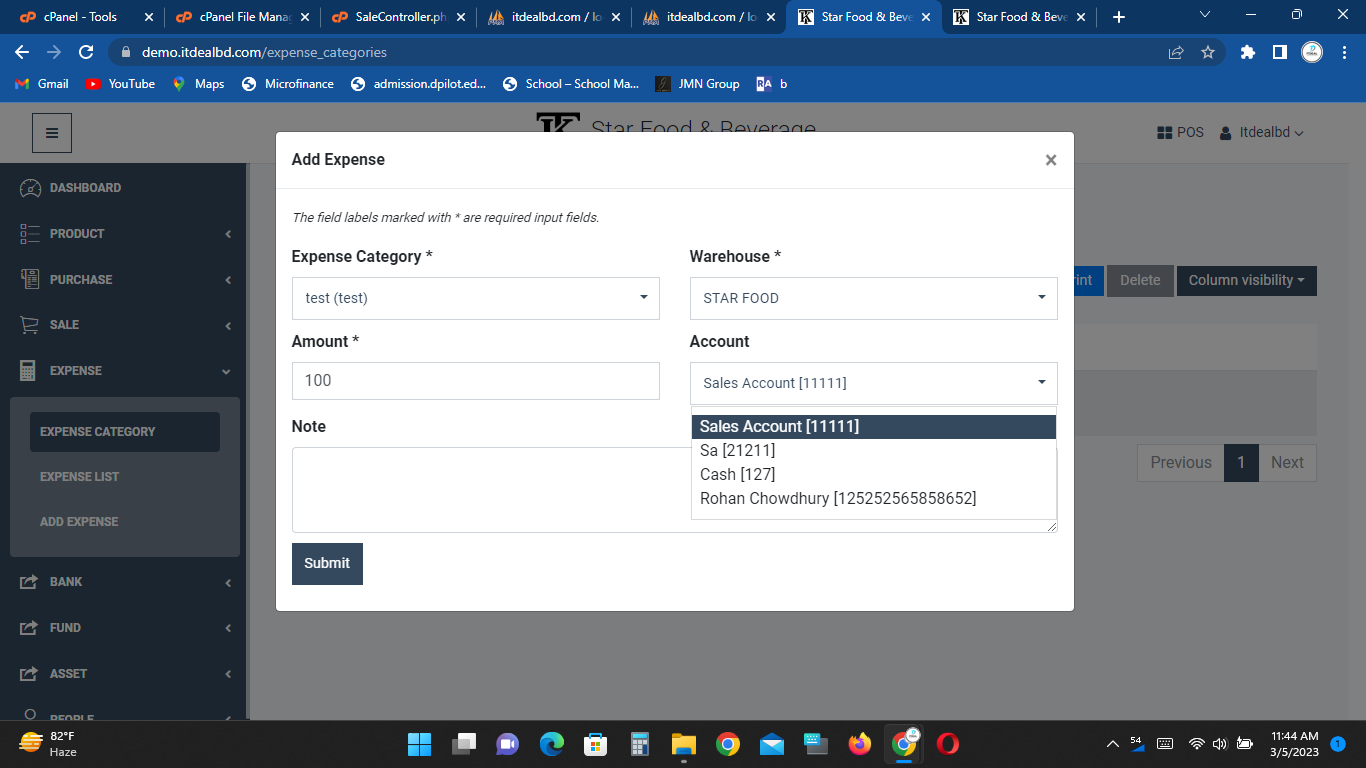 cPanel - Tools
cPanel File Mana
SaleController.ph
itdealbd.com / lo
itdealbd.com / lo
Star Food & Beve
Star Food & Beve
demo.itdealbd.com/expense_categories
Gmail
YouTube
Maps
Microfinance
admission.dpilot.ed...
School – School Ma...
JMN Group
RA b
Star Food & Beverage
POS
Itdealbd
Add Expense ×
The field labels marked with * are required input fields.
DASHBOARD
PRODUCT
PURCHASE
SALE
EXPENSE
EXPENSE CATEGORY
EXPENSE LIST
ADD EXPENSE
BANK
FUND
ASSET
PEOPLE
Expense Category *
test (test)
Warehouse *
STAR FOOD
Amount *
100
Account
Sales Account [11111]
Sales Account [11111]
Sa [21211]
Cash [127]
Rohan Chowdhury [125252565858652]
Note
Submit
int
Delete
Column visibility
Previous 1 Next
82°F
Haze
54
11:44 AM
3/5/2023
1